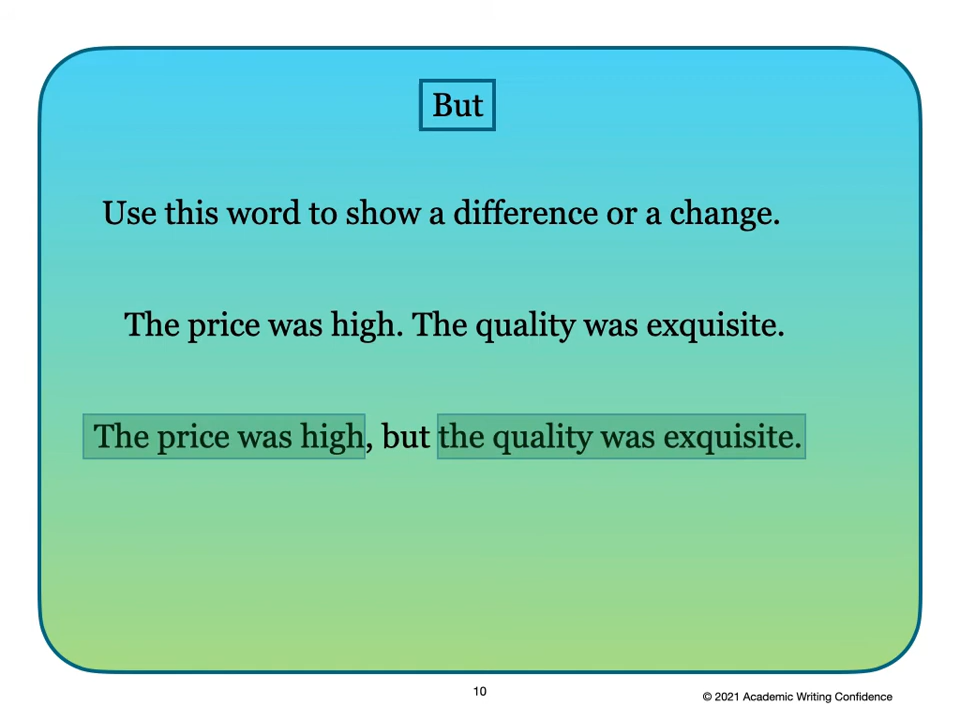 But
Use this word to show a difference or a change.
The price was high. The quality was exquisite.
The price was high, but the quality was exquisite.
10
© 2021 Academic Writing Confidence